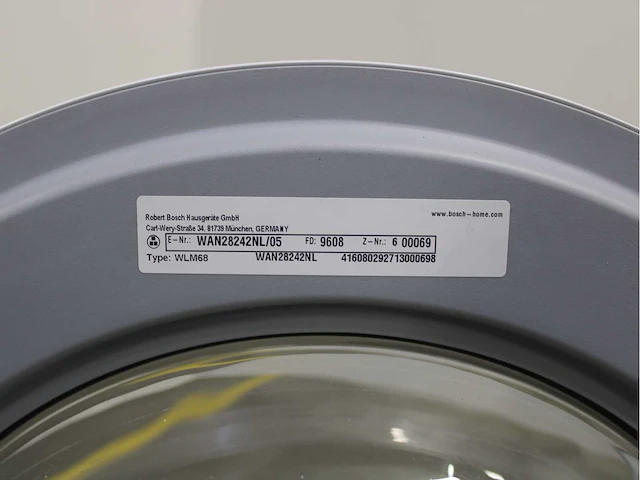 Robert Bosch Hausgeräte GmbH
www.bosch-home.com
Carl-Wery-Straße 34, 81739 München, GERMANY
E-Nr.: WAN28242NL/05 FD: 9608 Z-Nr.: 6 00069
Type: WLM68 WAN28242NL 416080292713000698